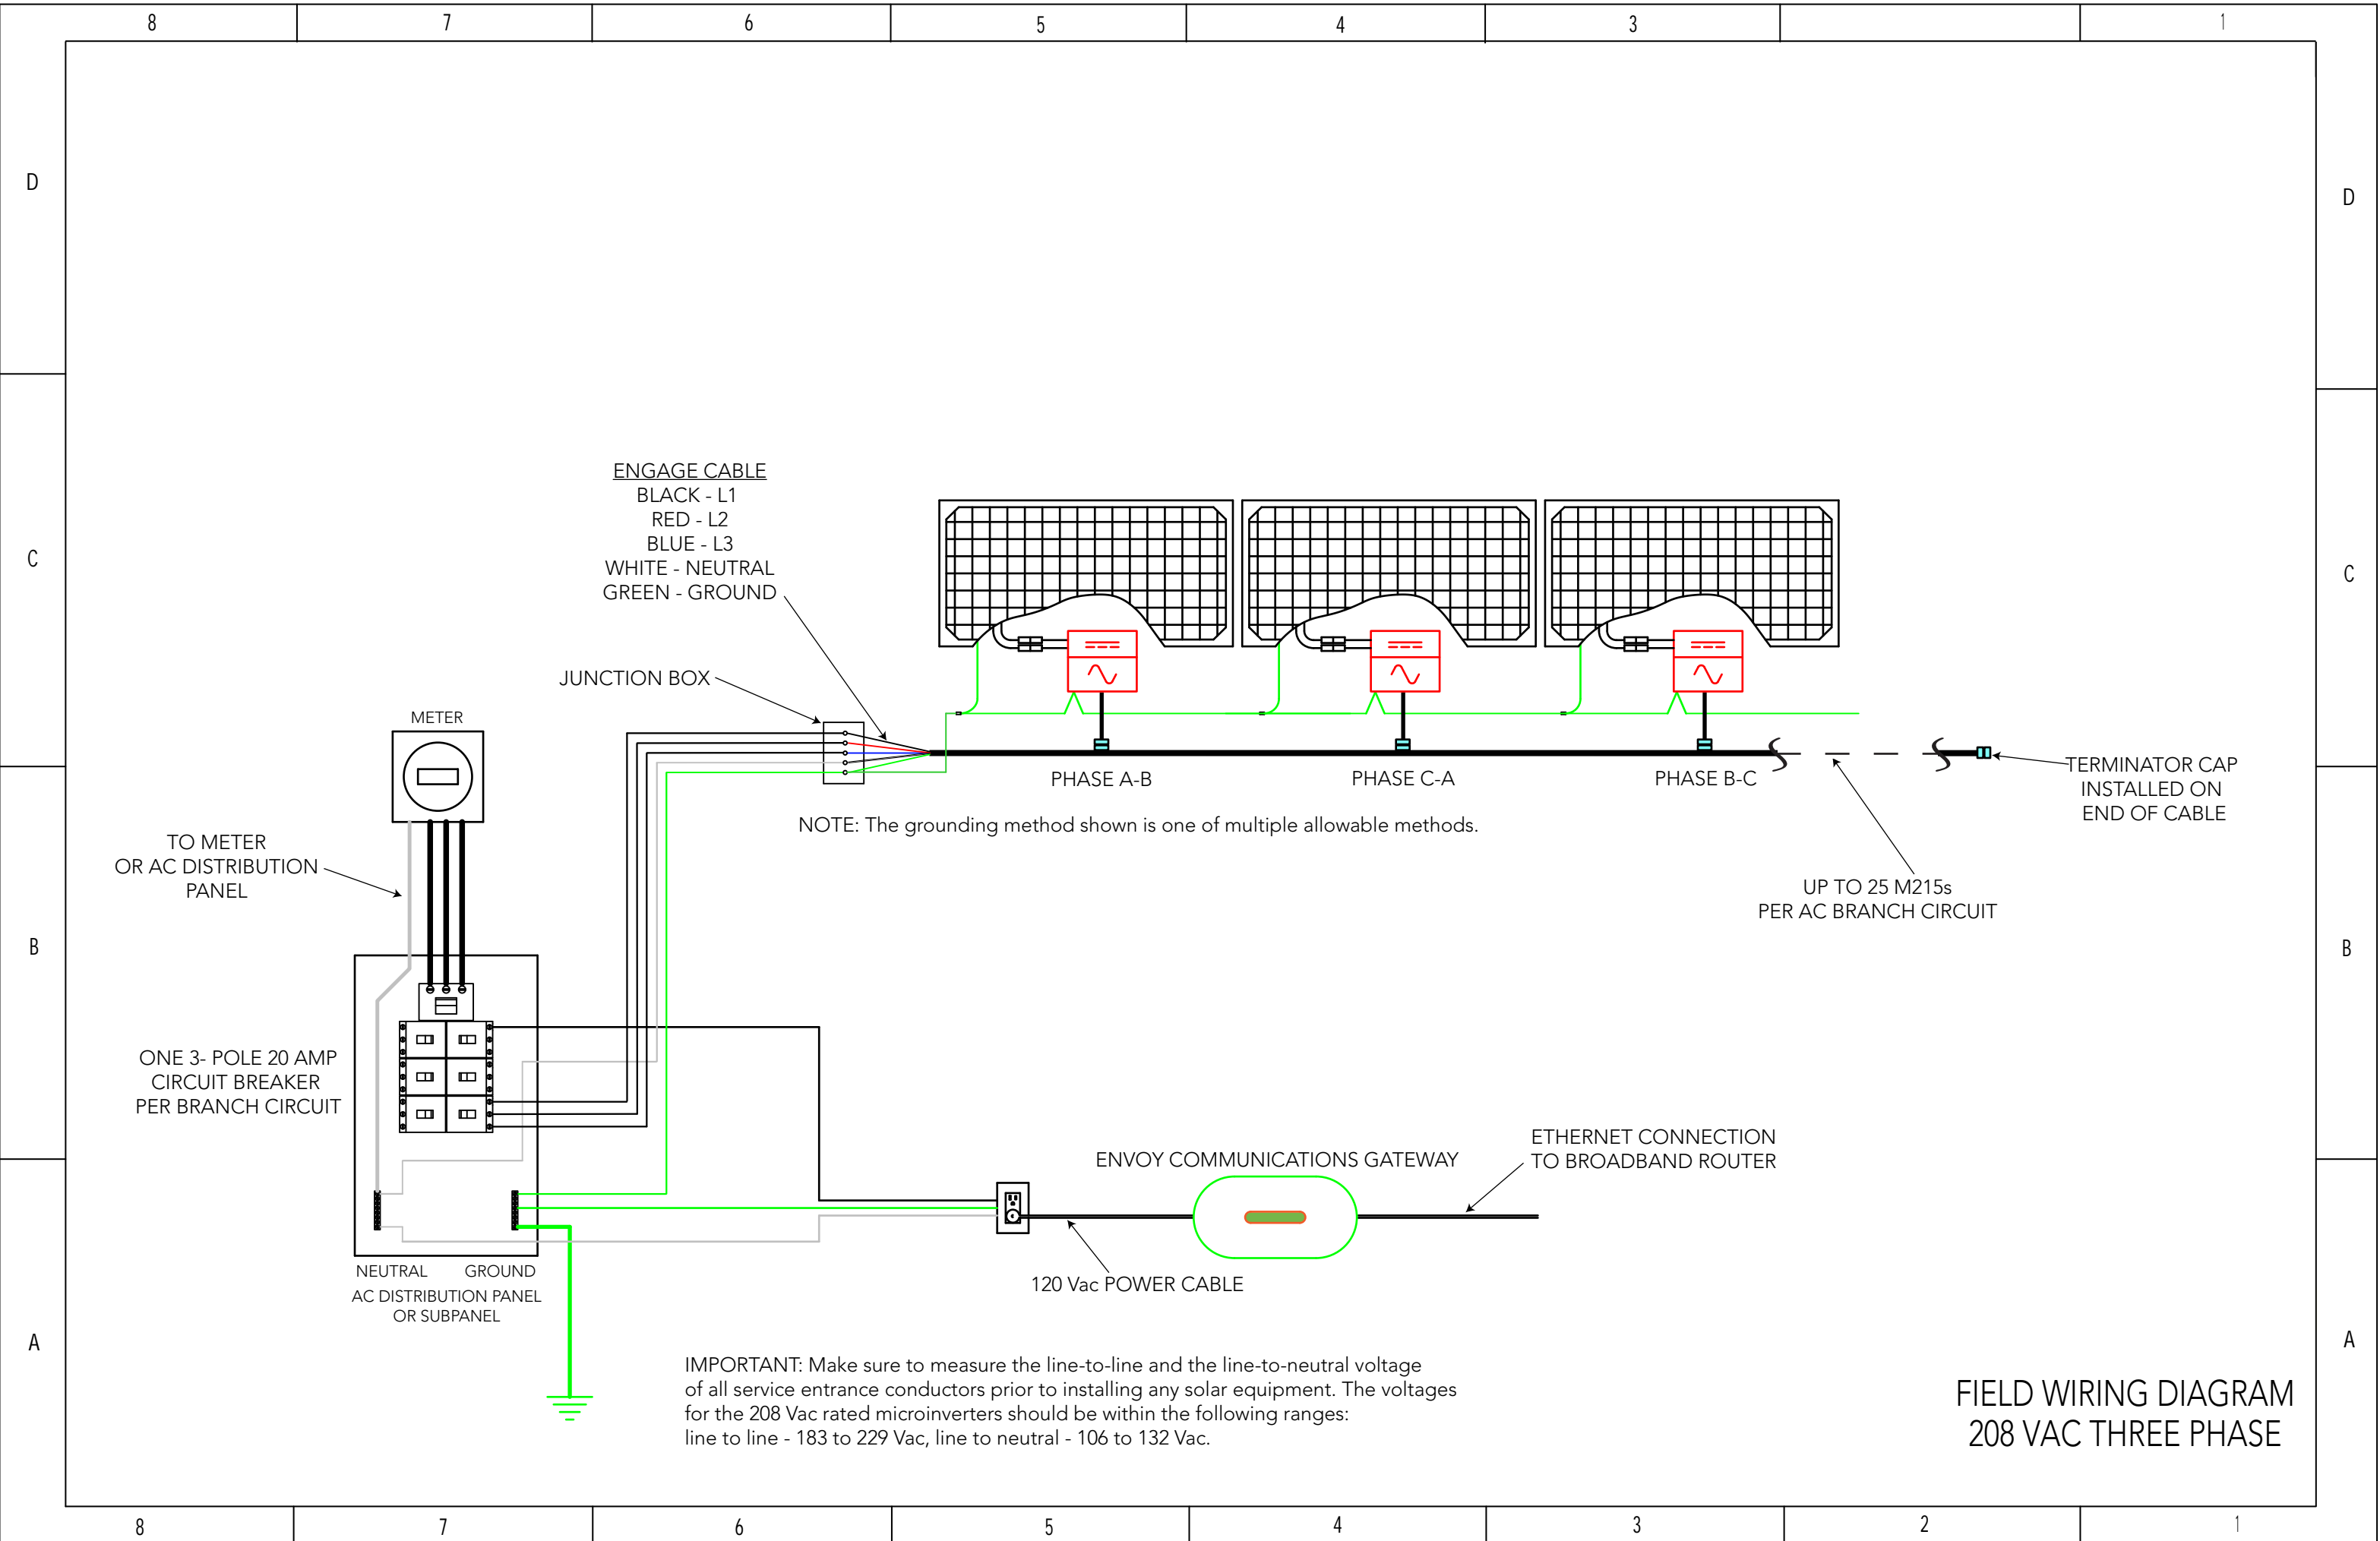 8 7 6 5 4 3 1
D D
ENGAGE CABLE
BLACK - L1
RED - L2
BLUE - L3
WHITE - NEUTRAL
GREEN - GROUND
C C
JUNCTION BOX
METER
PHASE A-B PHASE C-A PHASE B-C
TERMINATOR CAP
INSTALLED ON
END OF CABLE
NOTE: The grounding method shown is one of multiple allowable methods.
TO METER
OR AC DISTRIBUTION
PANEL
UP TO 25 M215s
PER AC BRANCH CIRCUIT
B B
ONE 3- POLE 20 AMP
CIRCUIT BREAKER
PER BRANCH CIRCUIT
ENVOY COMMUNICATIONS GATEWAY
ETHERNET CONNECTION
TO BROADBAND ROUTER
NEUTRAL GROUND
AC DISTRIBUTION PANEL
OR SUBPANEL
120 Vac POWER CABLE
A A
IMPORTANT: Make sure to measure the line-to-line and the line-to-neutral voltage
of all service entrance conductors prior to installing any solar equipment. The voltages
for the 208 Vac rated microinverters should be within the following ranges:
line to line - 183 to 229 Vac, line to neutral - 106 to 132 Vac.
FIELD WIRING DIAGRAM
208 VAC THREE PHASE
8 7 6 5 4 3 2 1